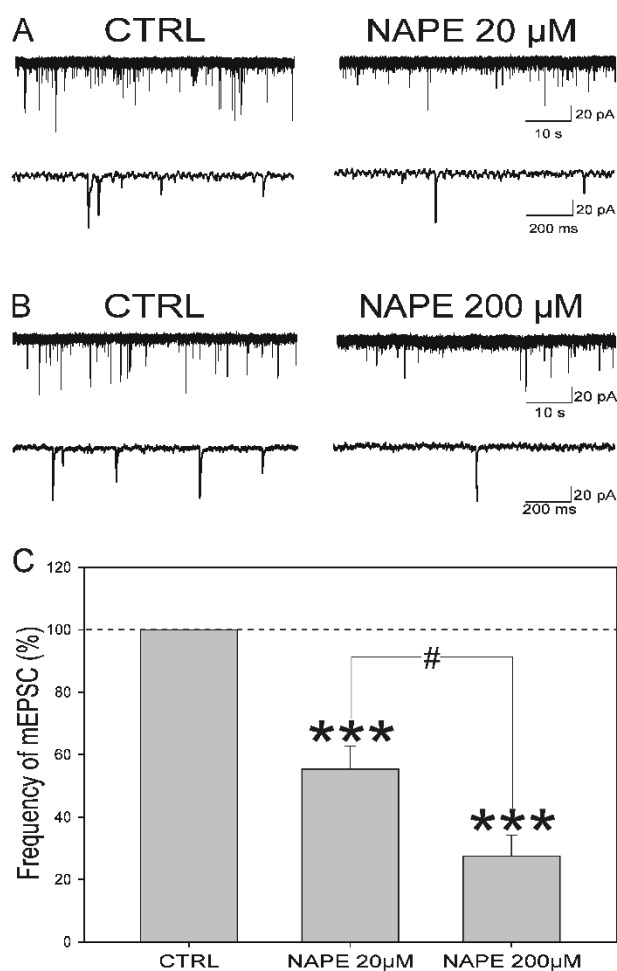 A CTRL NAPE 20 µM
20 pA
10 s
20 pA
200 ms
B CTRL NAPE 200 µM
20 pA
10 s
20 pA
200 ms
C
120
100
80
60
40
20
0
Frequency of mEPSC (%)
#
***
***
CTRL NAPE 20µM NAPE 200µM